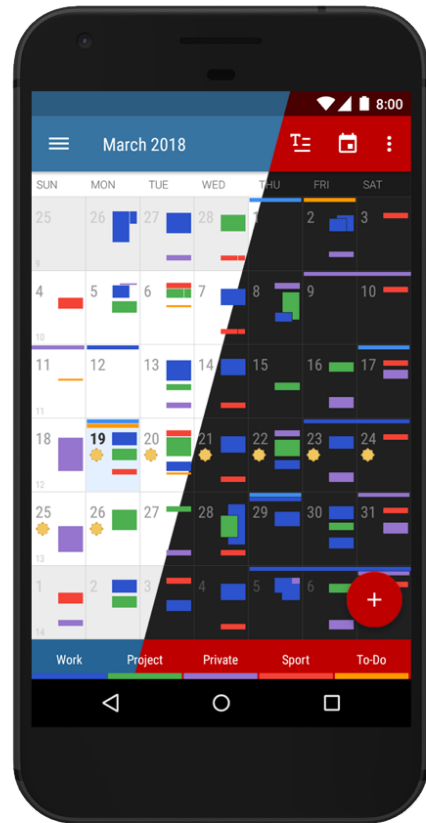 8:00
March 2018
SUN MON TUE WED THU FRI SAT
25 26 27 28 1 2 3
9
4 5 6 7 8 9 10
10
11 12 13 14 15 16 17
11
18 19 20 21 22 23 24
12
25 26 27 28 29 30 31
13
1 2 3 4 5 6
14
+
Work Project Private Sport To-Do